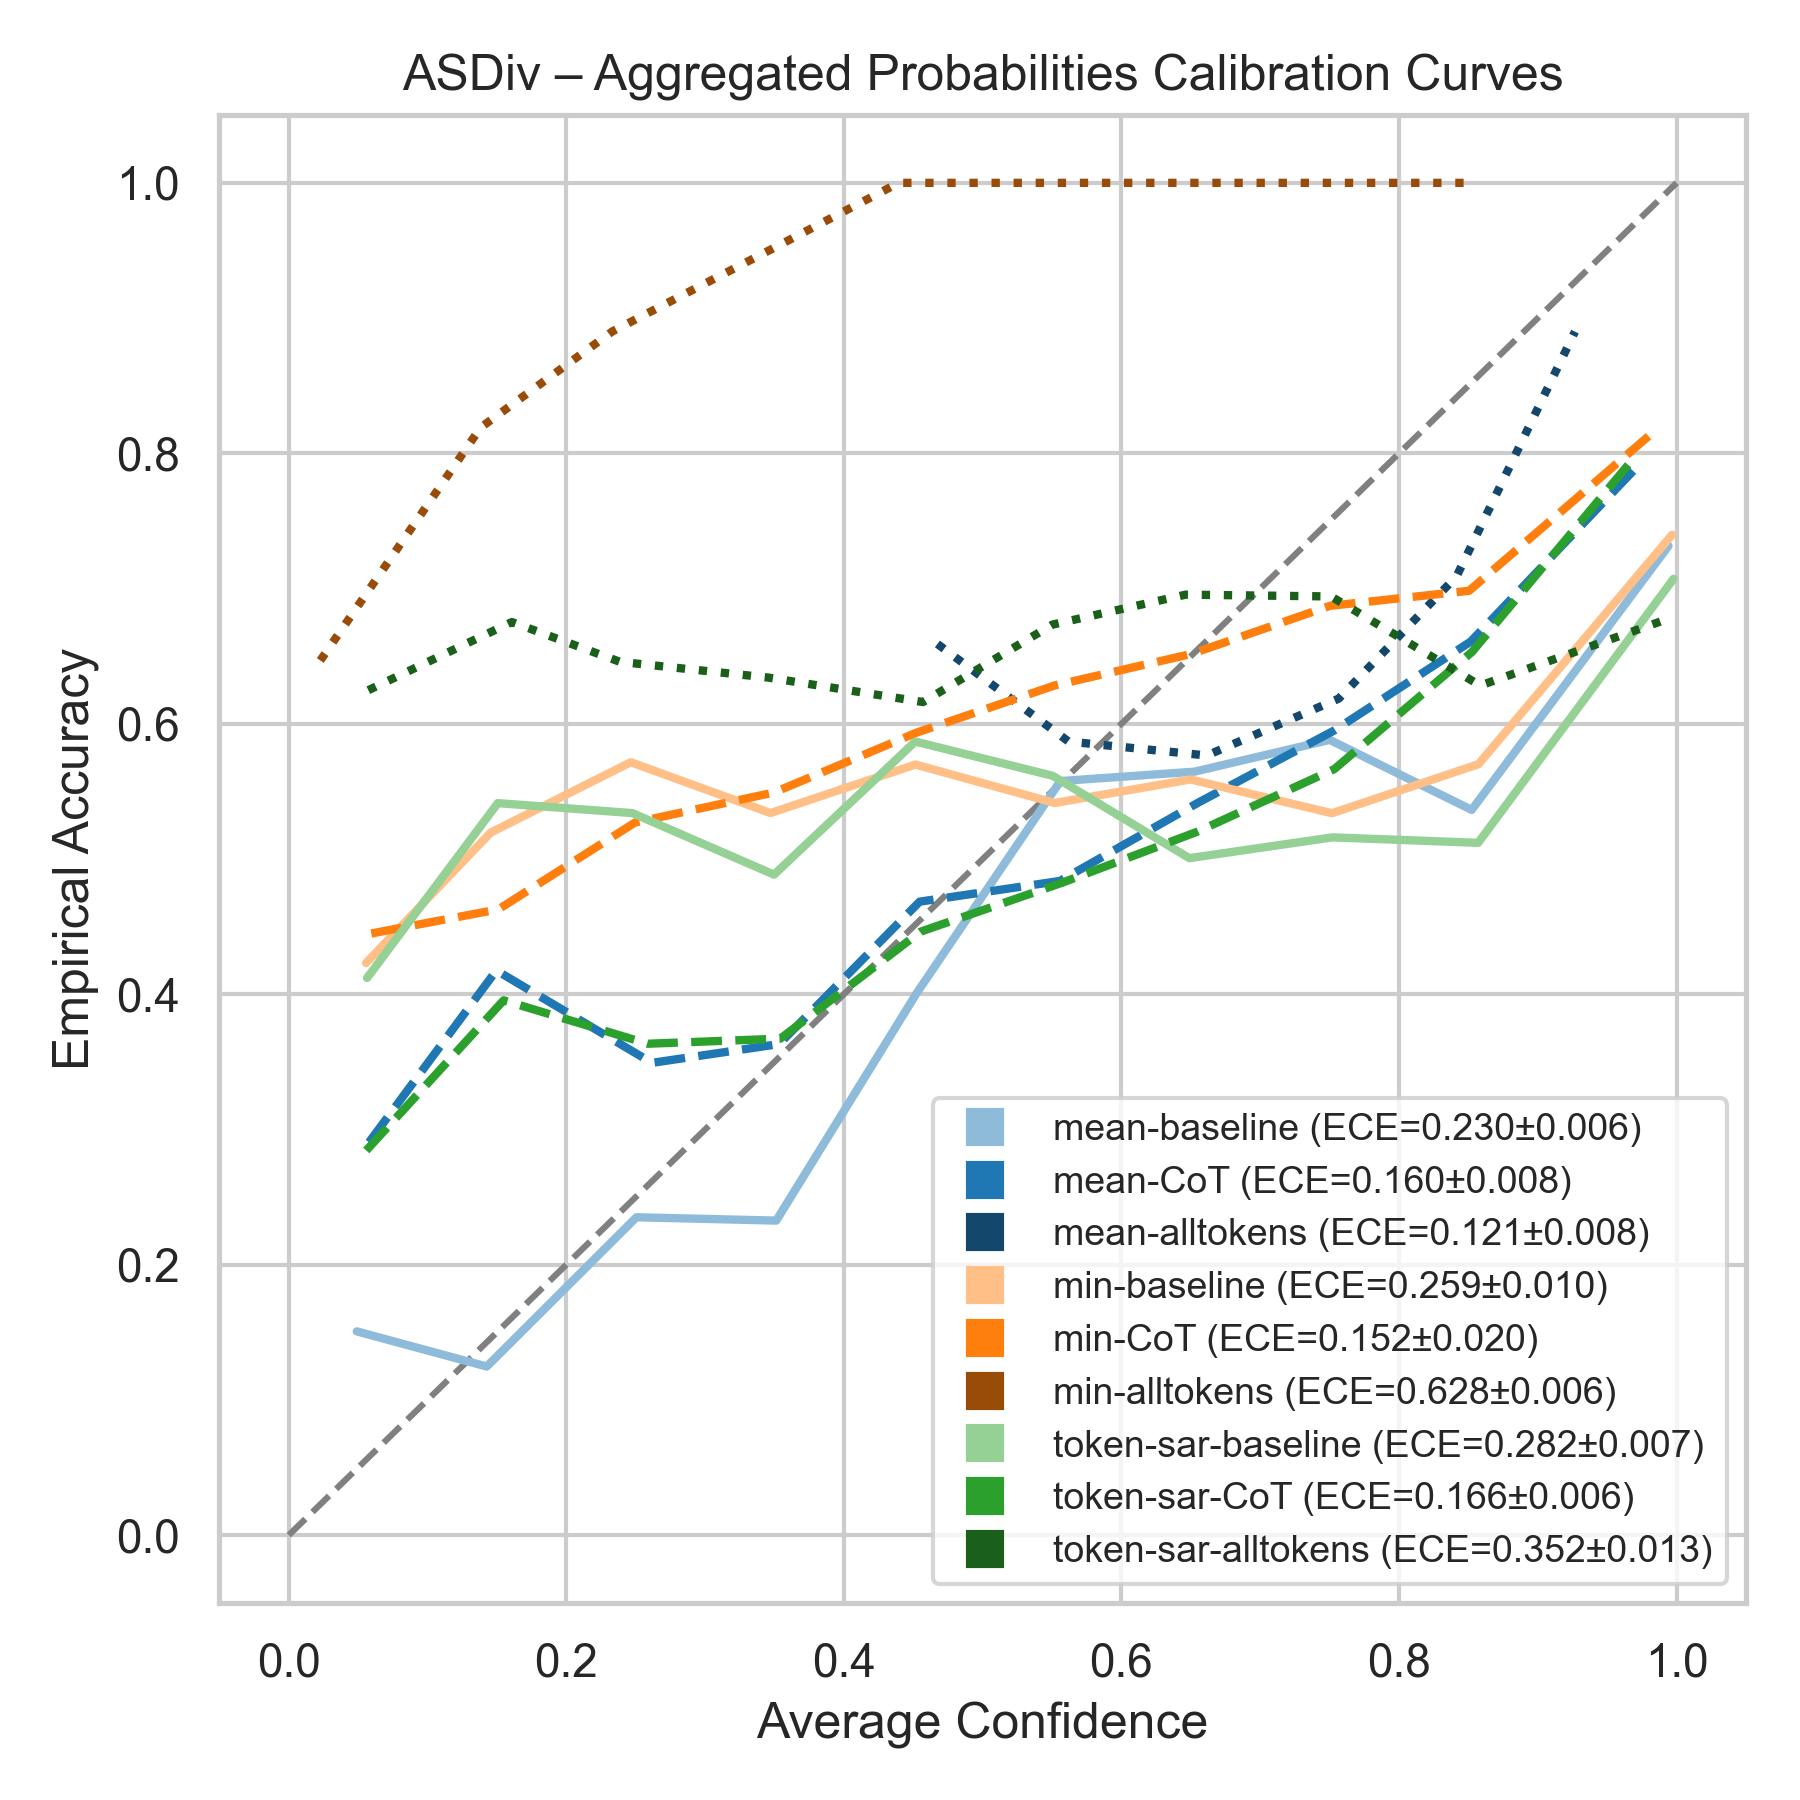 ASDiv – Aggregated Probabilities Calibration Curves
Empirical Accuracy
1.0
0.8
0.6
0.4
0.2
0.0
mean-baseline (ECE=0.230±0.006)
mean-CoT (ECE=0.160±0.008)
mean-alltokens (ECE=0.121±0.008)
min-baseline (ECE=0.259±0.010)
min-CoT (ECE=0.152±0.020)
min-alltokens (ECE=0.628±0.006)
token-sar-baseline (ECE=0.282±0.007)
token-sar-CoT (ECE=0.166±0.006)
token-sar-alltokens (ECE=0.352±0.013)
0.0 0.2 0.4 0.6 0.8 1.0
Average Confidence